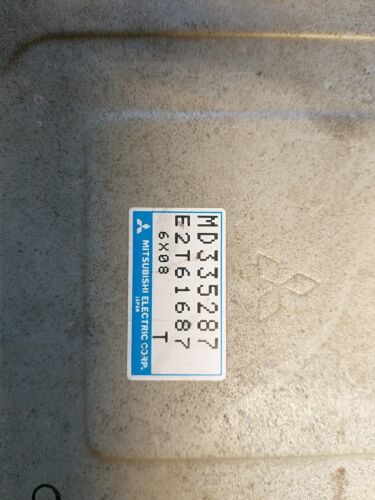 MD335287
E2T61687
6X08 T
MITSUBISHI ELECTRIC CORP.
JAPAN